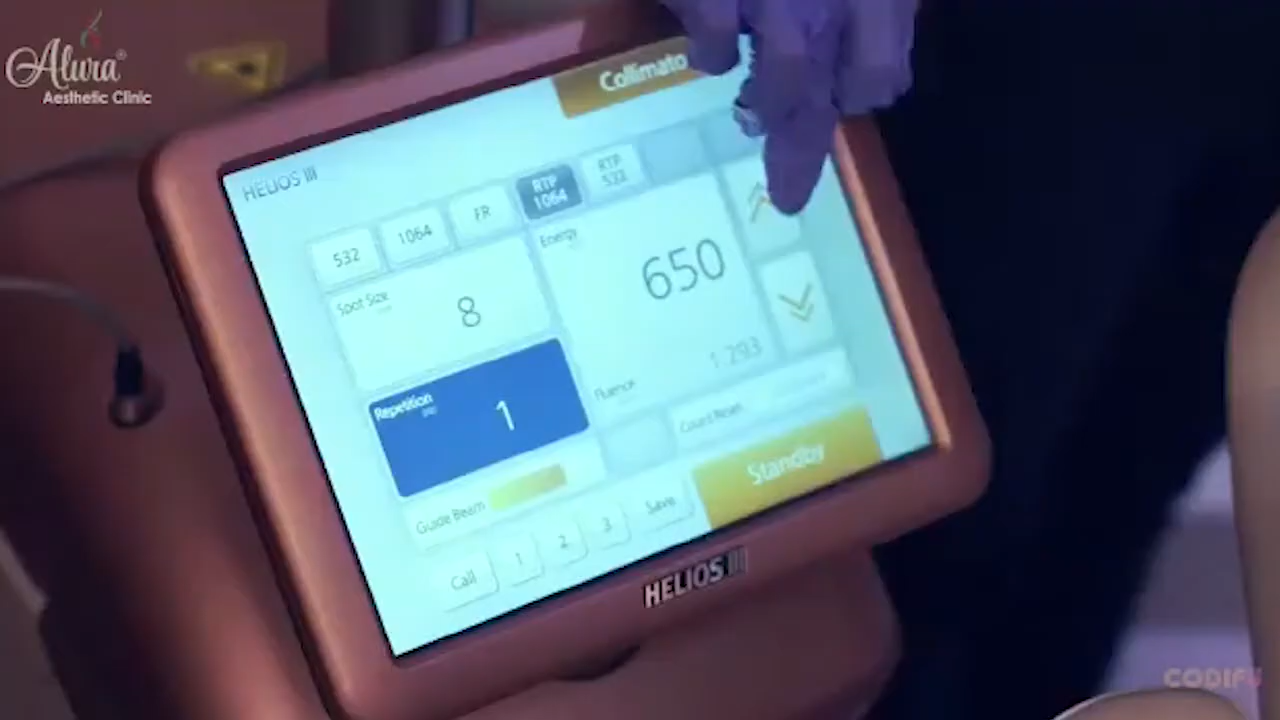 Alura®
Aesthetic Clinic
Collimato
HELIOS III
532
1064
FR
RTP
1064
RTP
532
Spot Size
8
Energy
650
Repetition
1
Fluence
1.293
Guide Beam
Standby
Call
1
2
3
Save
HELIOS III
CODIFU